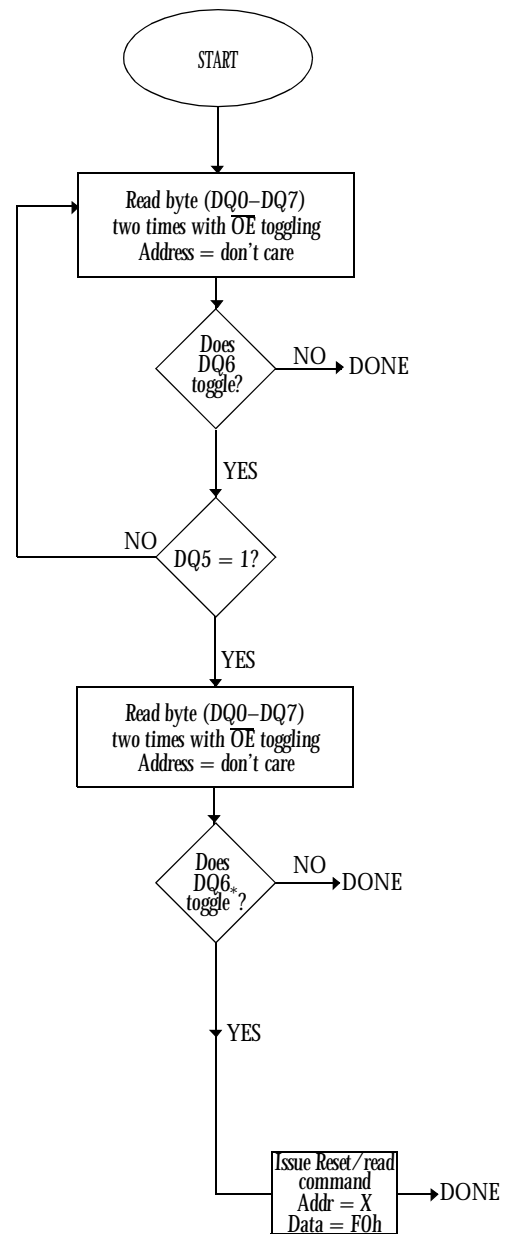 START
Read byte (DQ0–DQ7)
two times with O̅E̅ toggling
Address = don't care
Does
DQ6
toggle?
NO
DONE
YES
NO
DQ5 = 1?
YES
Read byte (DQ0–DQ7)
two times with O̅E̅ toggling
Address = don't care
Does
DQ6
toggle*?
NO
DONE
YES
Issue Reset/read
command
Addr = X
Data = F0h
DONE